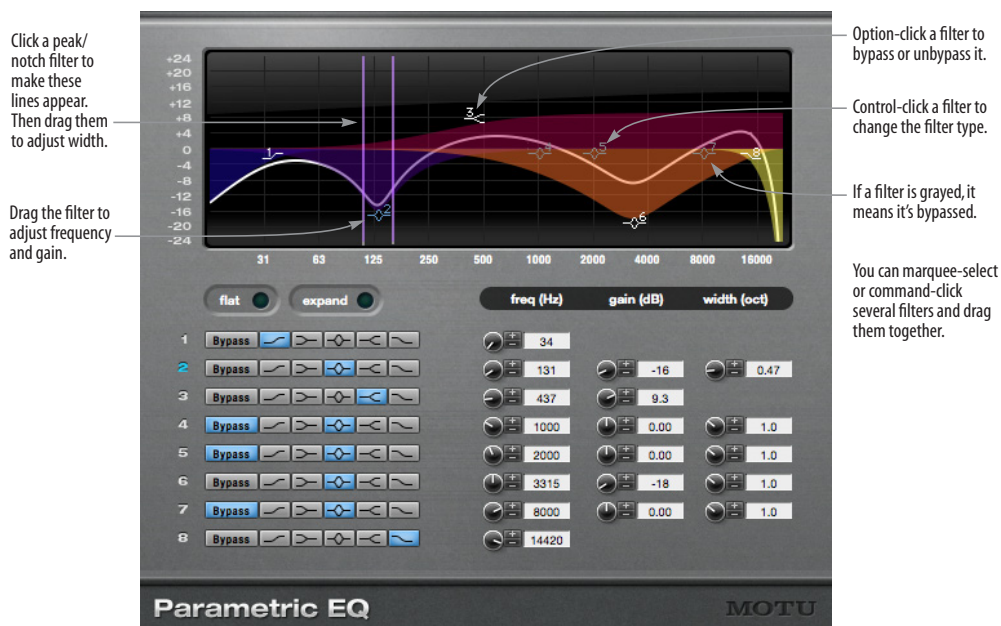 Click a peak/
notch filter to
make these
lines appear.
Then drag them
to adjust width.
Drag the filter to
adjust frequency
and gain.
+24
+20
+16
+12
+8
+4
0
-4
-8
-12
-16
-20
-24
1
2
3
4
5
6
7
8
31 63 125 250 500 1000 2000 4000 8000 16000
Option-click a filter to
bypass or unbypass it.
Control-click a filter to
change the filter type.
If a filter is grayed, it
means it's bypassed.
You can marquee-select
or command-click
several filters and drag
them together.
flat expand freq (Hz) gain (dB) width (oct)
1 Bypass 34
2 Bypass 131 -16 0.47
3 Bypass 437 9.3
4 Bypass 1000 0.00 1.0
5 Bypass 2000 0.00 1.0
6 Bypass 3315 -18 1.0
7 Bypass 8000 0.00 1.0
8 Bypass 14420
Parametric EQ MOTU